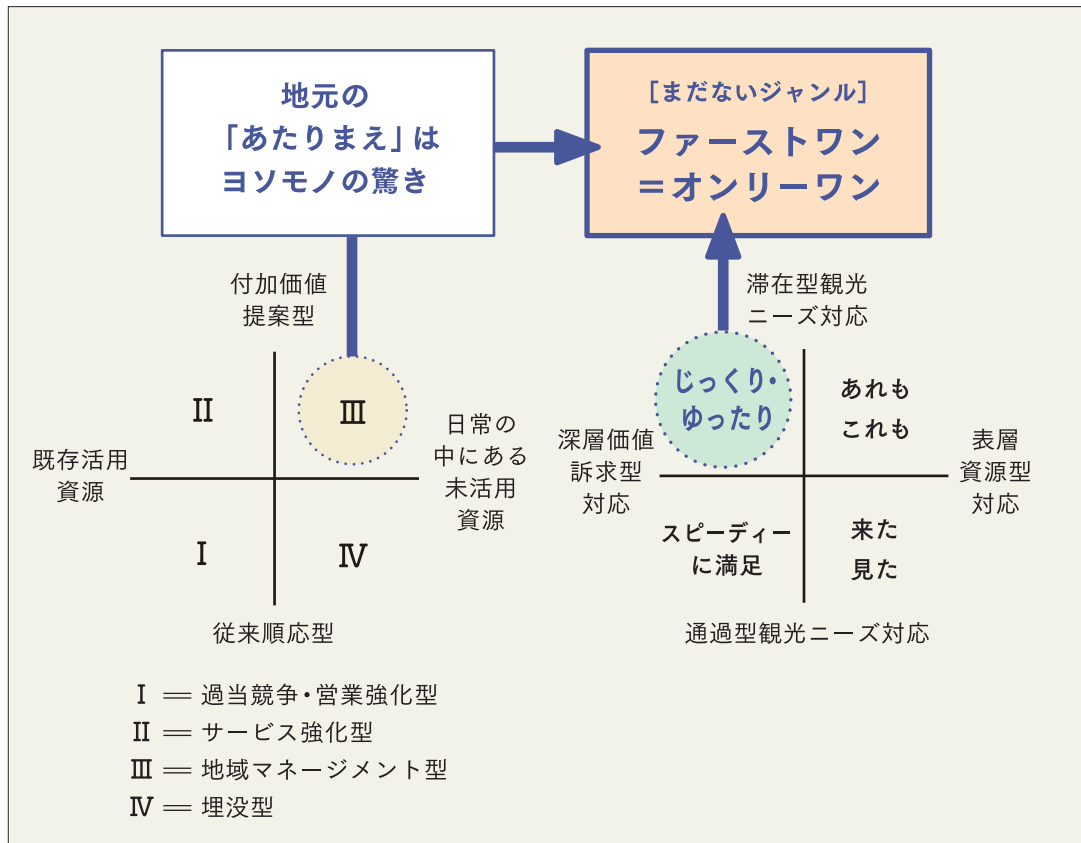 地元の
「あたりまえ」は
ヨソモノの驚き
［まだないジャンル］
ファーストワン
＝オンリーワン
付加価値
提案型
Ⅱ
Ⅲ
既存活用
資源
日常の
中にある
未活用
資源
Ⅰ
Ⅳ
従来順応型
滞在型観光
ニーズ対応
じっくり・
ゆったり
あれも
これも
深層価値
訴求型
対応
表層
資源型
対応
スピーディー
に満足
来た
見た
通過型観光ニーズ対応
Ⅰ ＝ 過当競争・営業強化型
Ⅱ ＝ サービス強化型
Ⅲ ＝ 地域マネージメント型
Ⅳ ＝ 埋没型